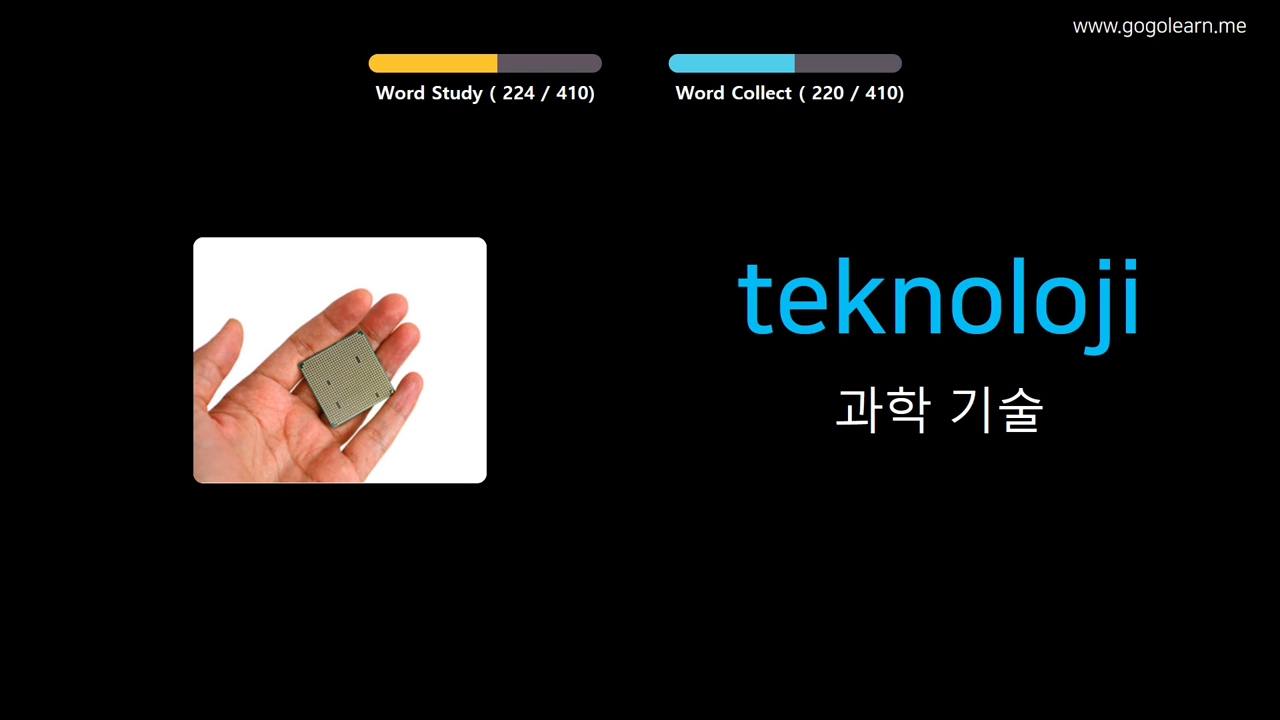 www.gogolearn.me
Word Study ( 224 / 410)
Word Collect ( 220 / 410)
teknoloji
과학 기술